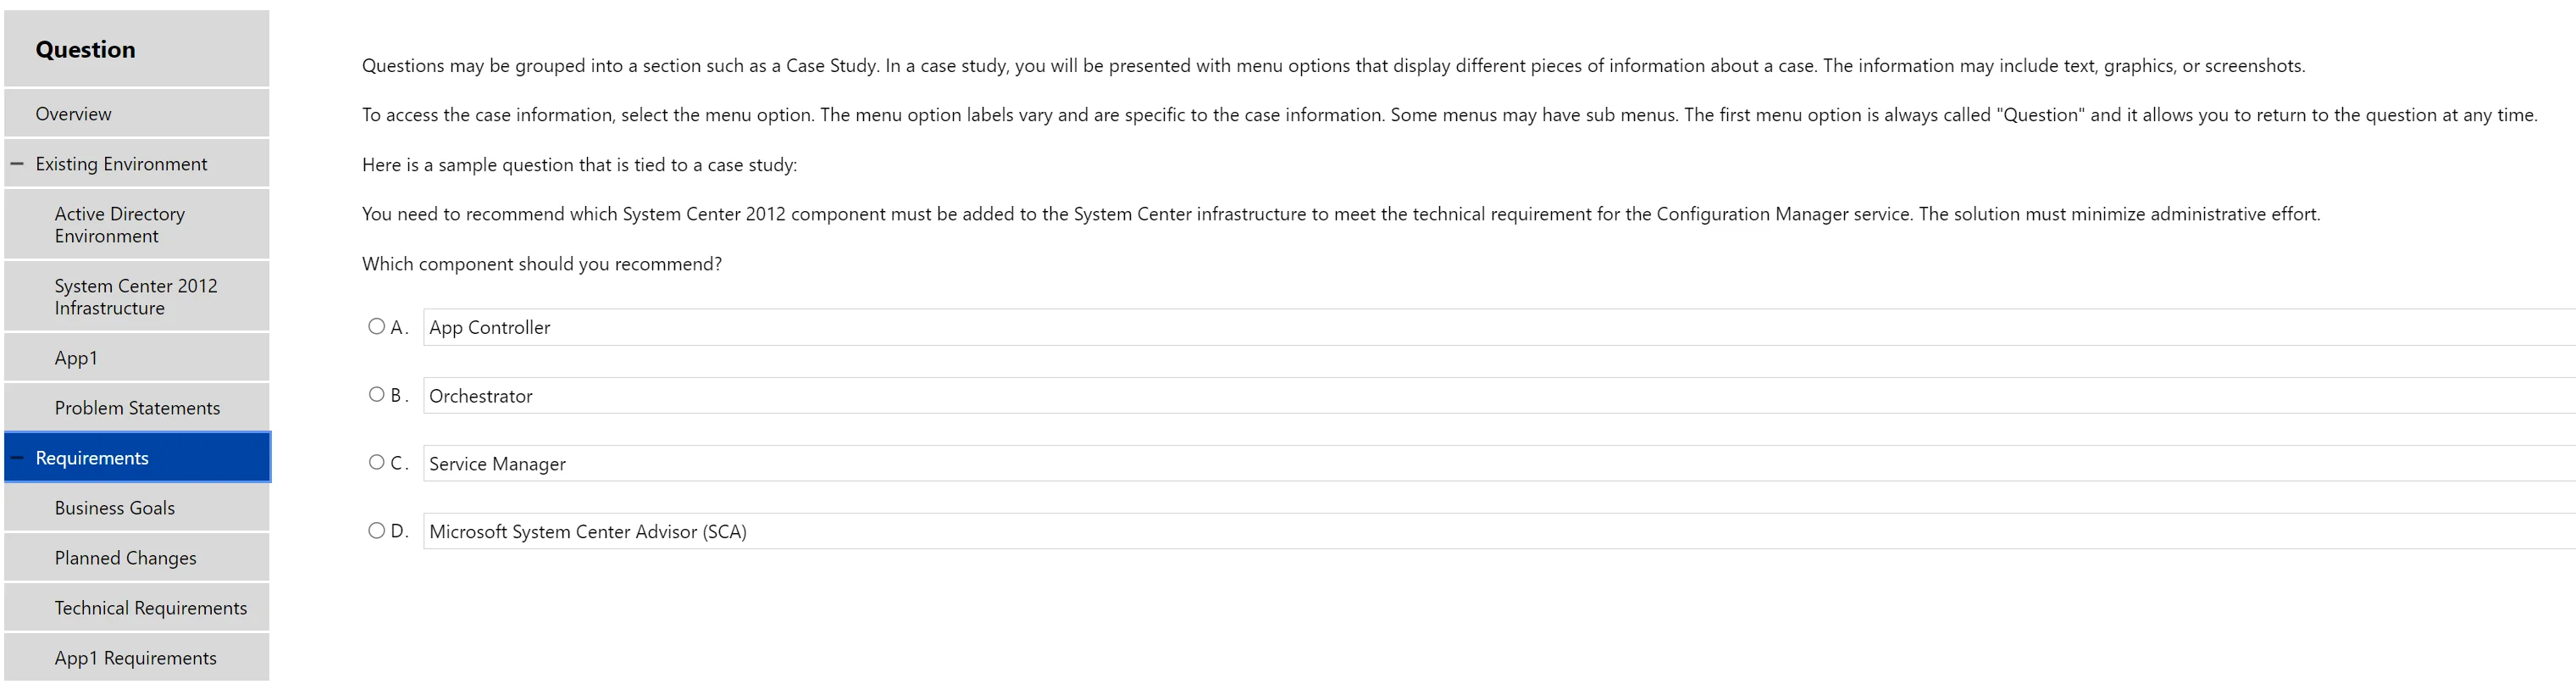 Question
Overview
Existing Environment
Active Directory
Environment
System Center 2012
Infrastructure
App1
Problem Statements
Requirements
Business Goals
Planned Changes
Technical Requirements
App1 Requirements
Questions may be grouped into a section such as a Case Study. In a case study, you will be presented with menu options that display different pieces of information about a case. The information may include text, graphics, or screenshots.
To access the case information, select the menu option. The menu option labels vary and are specific to the case information. Some menus may have sub menus. The first menu option is always called "Question" and it allows you to return to the question at any time.
Here is a sample question that is tied to a case study:
You need to recommend which System Center 2012 component must be added to the System Center infrastructure to meet the technical requirement for the Configuration Manager service. The solution must minimize administrative effort.
Which component should you recommend?
A. App Controller
B. Orchestrator
C. Service Manager
D. Microsoft System Center Advisor (SCA)